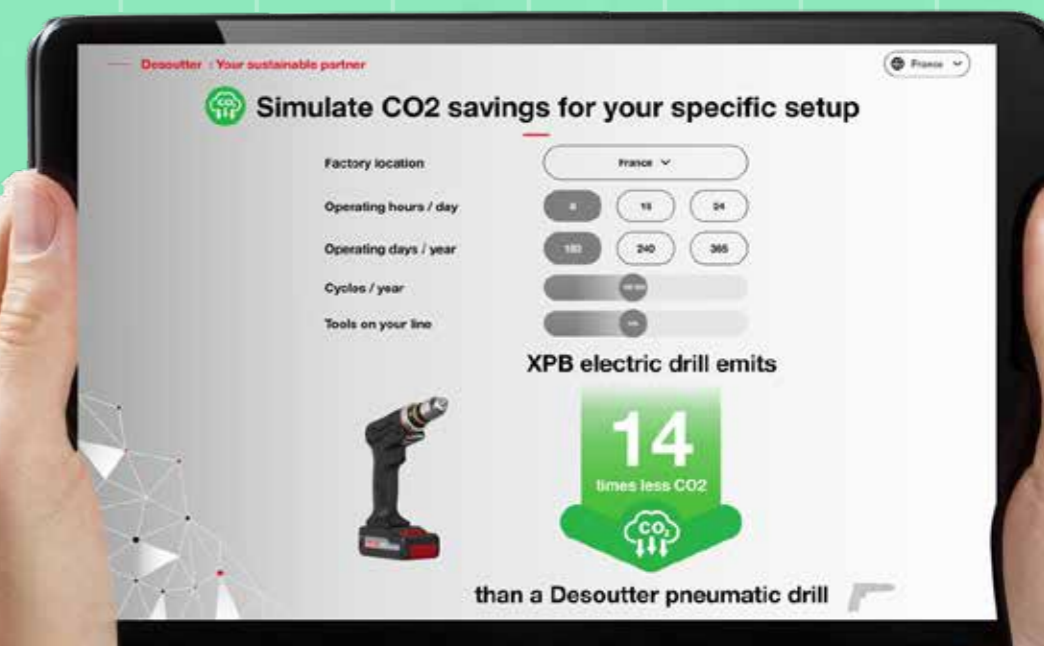 Desoutter : Your sustainable partner
France
Simulate CO2 savings for your specific setup
Factory location
France
Operating hours / day
8 16 24
Operating days / year
240 365
Cycles / year
Tools on your line
XPB electric drill emits
14
times less CO2
CO₂
than a Desoutter pneumatic drill